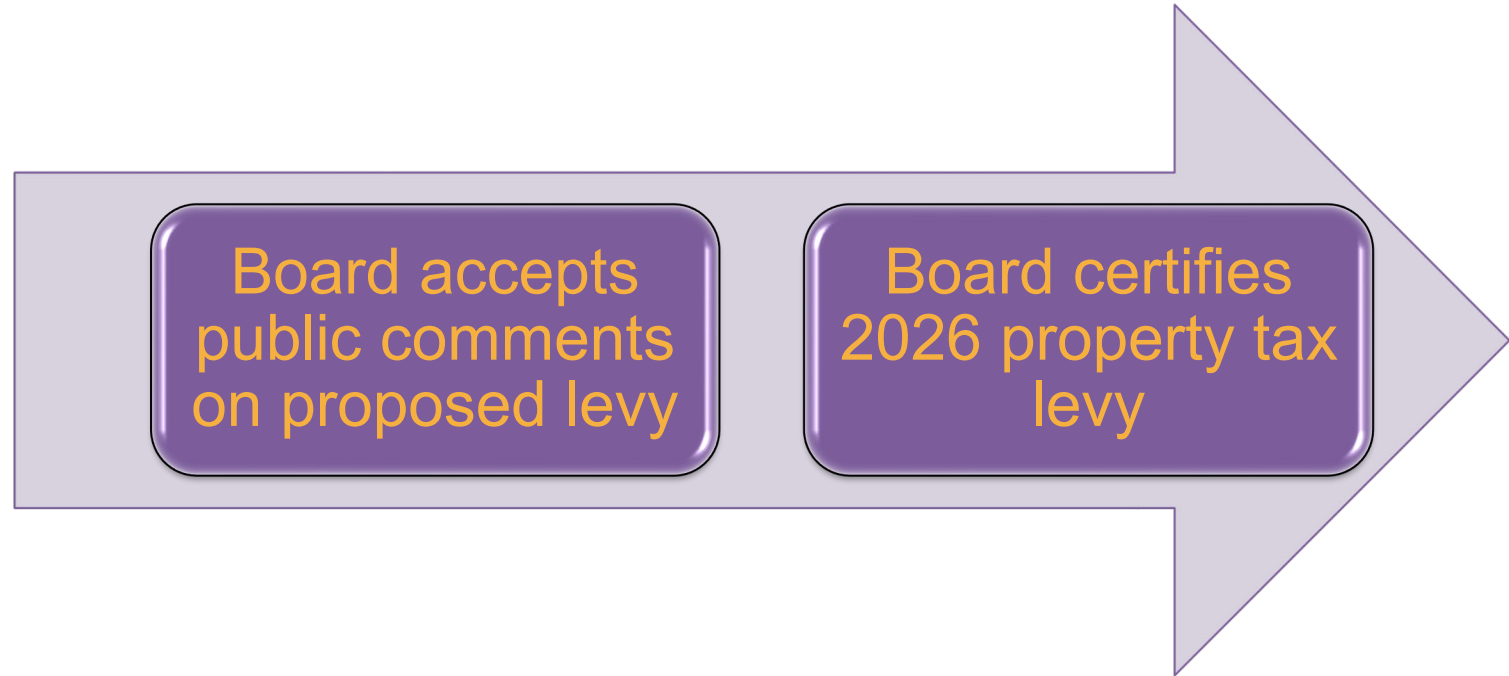 Board accepts
public comments
on proposed levy
Board certifies
2026 property tax
levy